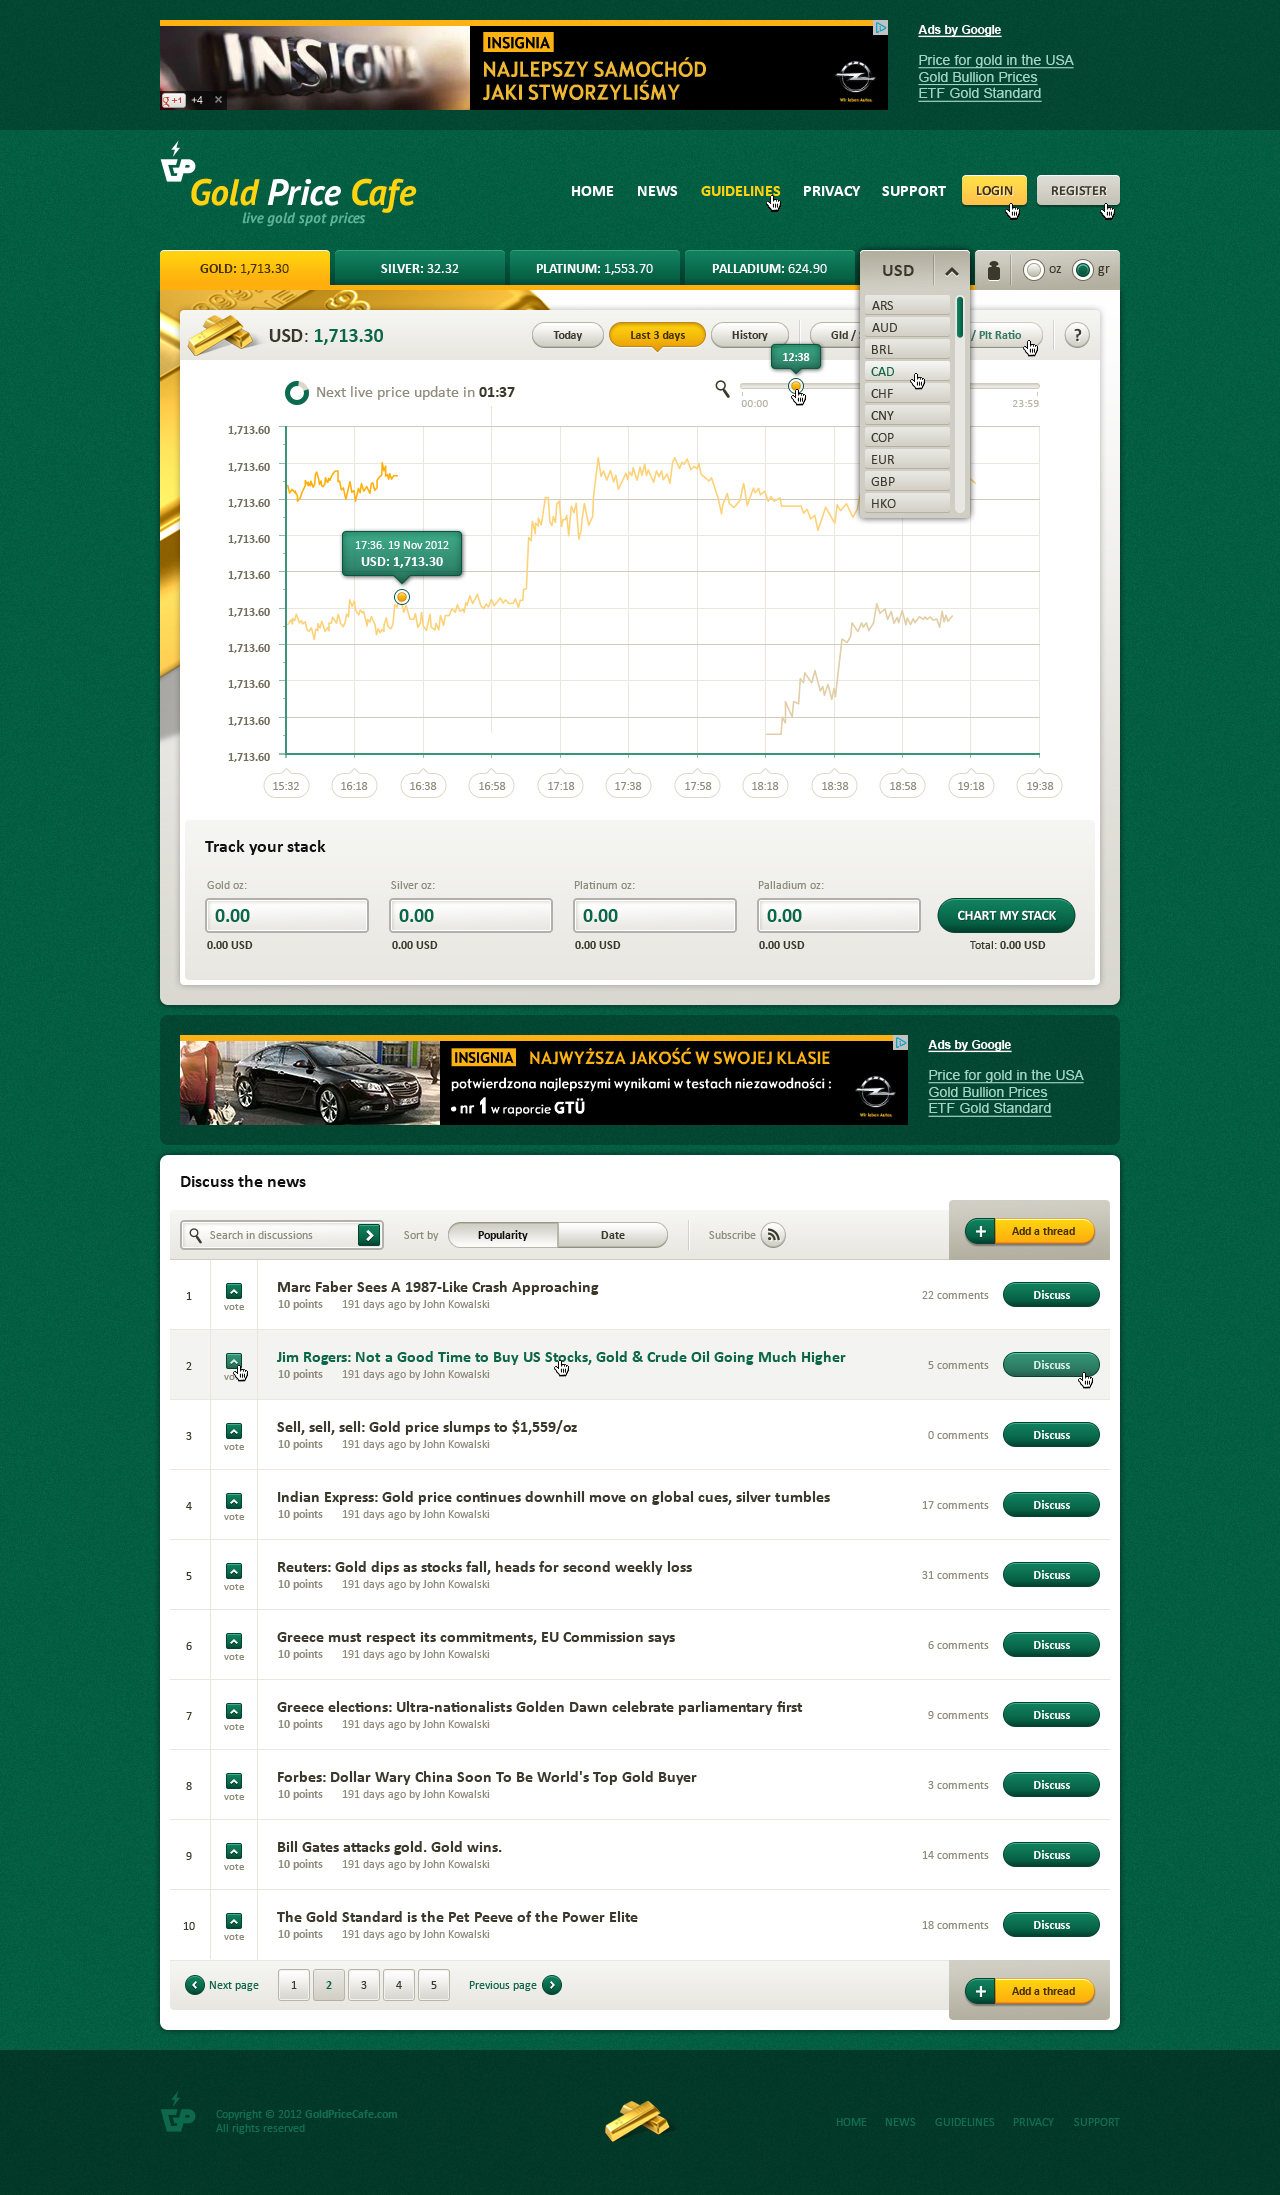 INSIGNIA
INSIGNIA
NAJLEPSZY SAMOCHÓD
JAKI STWORZYLIŚMY
Wir leben Autos.
+1 +4
Ads by Google
Price for gold in the USA
Gold Bullion Prices
ETF Gold Standard
GP
Gold Price Cafe
live gold spot prices
HOME NEWS GUIDELINES PRIVACY SUPPORT LOGIN REGISTER
GOLD: 1,713.30 SILVER: 32.32 PLATINUM: 1,553.70 PALLADIUM: 624.90 USD oz gr
USD: 1,713.30 Today Last 3 days History Gld / / Plt Ratio ?
ARS
AUD
BRL
CAD
CHF
CNY
COP
EUR
GBP
HKO
12:38
Next live price update in 01:37
00:00 23:59
1,713.60
1,713.60
1,713.60
1,713.60
1,713.60
1,713.60
1,713.60
1,713.60
1,713.60
1,713.60
17:36. 19 Nov 2012
USD: 1,713.30
15:32 16:18 16:38 16:58 17:18 17:38 17:58 18:18 18:38 18:58 19:18 19:38
Track your stack
Gold oz: Silver oz: Platinum oz: Palladium oz:
0.00 0.00 0.00 0.00 CHART MY STACK
0.00 USD 0.00 USD 0.00 USD 0.00 USD Total: 0.00 USD
INSIGNIA NAJWYŻSZA JAKOŚĆ W SWOJEJ KLASIE
potwierdzona najlepszymi wynikami w testach niezawodności :
• nr 1 w raporcie GTÜ
Wir leben Autos.
Ads by Google
Price for gold in the USA
Gold Bullion Prices
ETF Gold Standard
Discuss the news
Search in discussions Sort by Popularity Date Subscribe + Add a thread
1 vote Marc Faber Sees A 1987-Like Crash Approaching 22 comments Discuss
10 points 191 days ago by John Kowalski
2 vote Jim Rogers: Not a Good Time to Buy US Stocks, Gold & Crude Oil Going Much Higher 5 comments Discuss
10 points 191 days ago by John Kowalski
3 vote Sell, sell, sell: Gold price slumps to $1,559/oz 0 comments Discuss
10 points 191 days ago by John Kowalski
4 vote Indian Express: Gold price continues downhill move on global cues, silver tumbles 17 comments Discuss
10 points 191 days ago by John Kowalski
5 vote Reuters: Gold dips as stocks fall, heads for second weekly loss 31 comments Discuss
10 points 191 days ago by John Kowalski
6 vote Greece must respect its commitments, EU Commission says 6 comments Discuss
10 points 191 days ago by John Kowalski
7 vote Greece elections: Ultra-nationalists Golden Dawn celebrate parliamentary first 9 comments Discuss
10 points 191 days ago by John Kowalski
8 vote Forbes: Dollar Wary China Soon To Be World's Top Gold Buyer 3 comments Discuss
10 points 191 days ago by John Kowalski
9 vote Bill Gates attacks gold. Gold wins. 14 comments Discuss
10 points 191 days ago by John Kowalski
10 vote The Gold Standard is the Pet Peeve of the Power Elite 18 comments Discuss
10 points 191 days ago by John Kowalski
Next page 1 2 3 4 5 Previous page + Add a thread
GP
Copyright © 2012 GoldPriceCafe.com
All rights reserved
HOME NEWS GUIDELINES PRIVACY SUPPORT